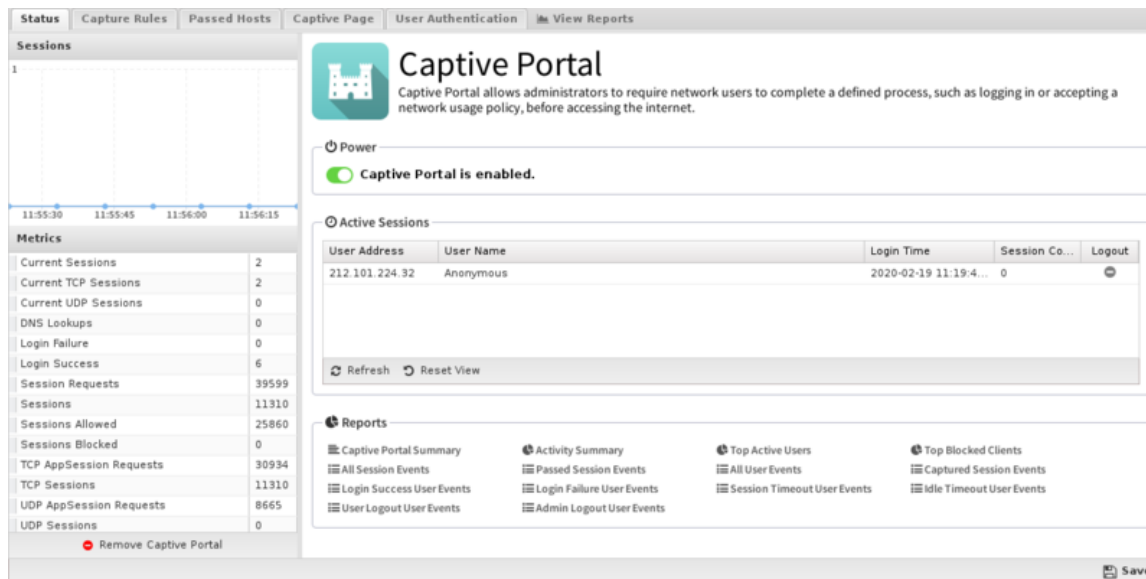 Status Capture Rules Passed Hosts Captive Page User Authentication View Reports
Sessions
1
11:55:30 11:55:45 11:56:00 11:56:15
Metrics
Current Sessions 2
Current TCP Sessions 2
Current UDP Sessions 0
DNS Lookups 0
Login Failure 0
Login Success 6
Session Requests 39599
Sessions 11310
Sessions Allowed 25860
Sessions Blocked 0
TCP AppSession Requests 30934
TCP Sessions 11310
UDP AppSession Requests 8665
UDP Sessions 0
Remove Captive Portal
Captive Portal
Captive Portal allows administrators to require network users to complete a defined process, such as logging in or accepting a
network usage policy, before accessing the internet.
Power
Captive Portal is enabled.
Active Sessions
User Address User Name Login Time Session Co... Logout
212.101.224.32 Anonymous 2020-02-19 11:19:4... 0
Refresh Reset View
Reports
Captive Portal Summary Activity Summary Top Active Users Top Blocked Clients
All Session Events Passed Session Events All User Events Captured Session Events
Login Success User Events Login Failure User Events Session Timeout User Events Idle Timeout User Events
User Logout User Events Admin Logout User Events
Save